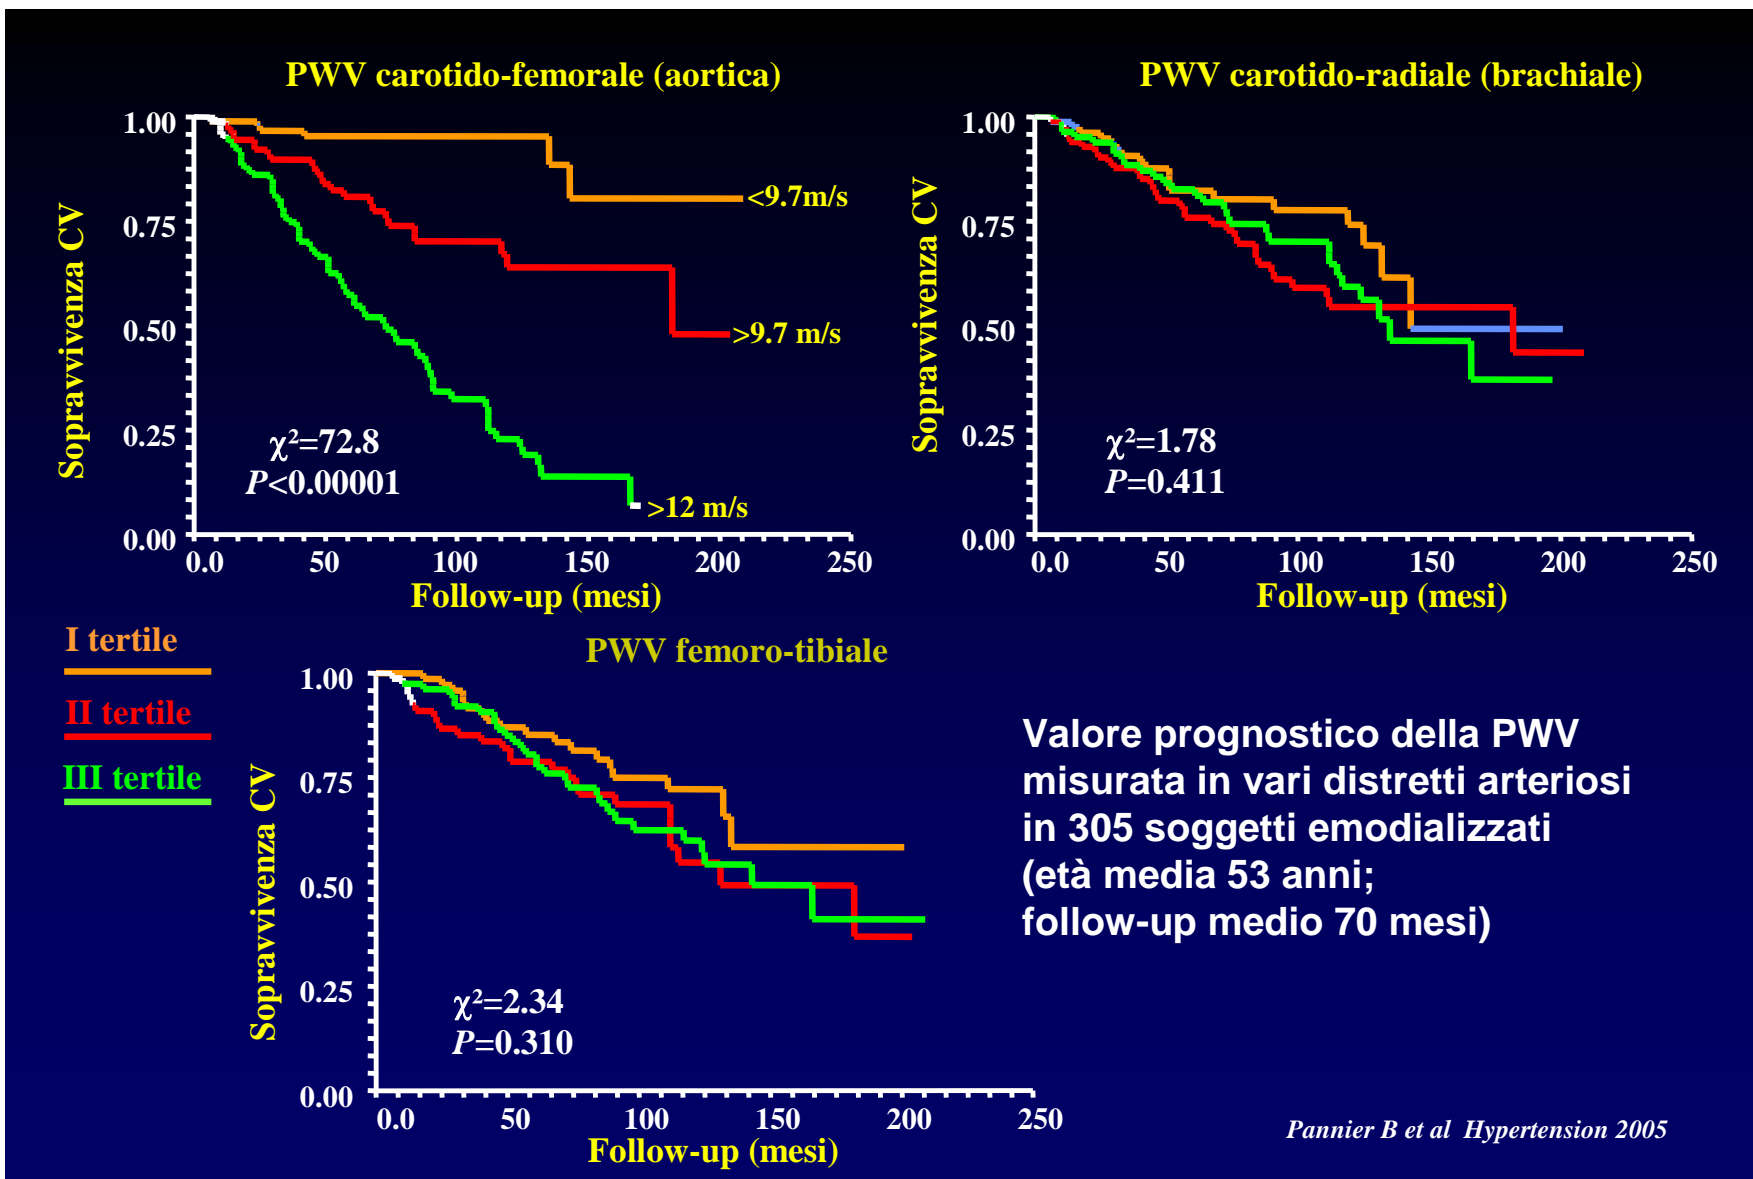 PWV carotido-femorale (aortica)
Sopravvivenza CV
1.00
0.75
0.50
0.25
0.00
<9.7m/s
>9.7 m/s
>12 m/s
χ²=72.8
P<0.00001
0.0 50 100 150 200 250
Follow-up (mesi)
PWV carotido-radiale (brachiale)
Sopravvivenza CV
1.00
0.75
0.50
0.25
0.00
χ²=1.78
P=0.411
0.0 50 100 150 200 250
Follow-up (mesi)
I tertile
II tertile
III tertile
PWV femoro-tibiale
Sopravvivenza CV
1.00
0.75
0.50
0.25
0.00
χ²=2.34
P=0.310
0.0 50 100 150 200 250
Follow-up (mesi)
Valore prognostico della PWV
misurata in vari distretti arteriosi
in 305 soggetti emodializzati
(età media 53 anni;
follow-up medio 70 mesi)
Pannier B et al Hypertension 2005